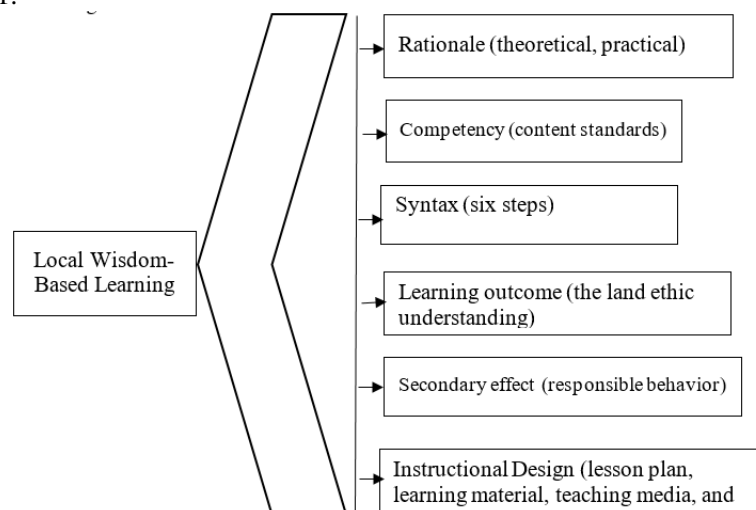 Rationale (theoretical, practical)
Competency (content standards)
Syntax (six steps)
Local Wisdom-
Based Learning
Learning outcome (the land ethic
understanding)
Secondary effect (responsible behavior)
Instructional Design (lesson plan,
learning material, teaching media, and